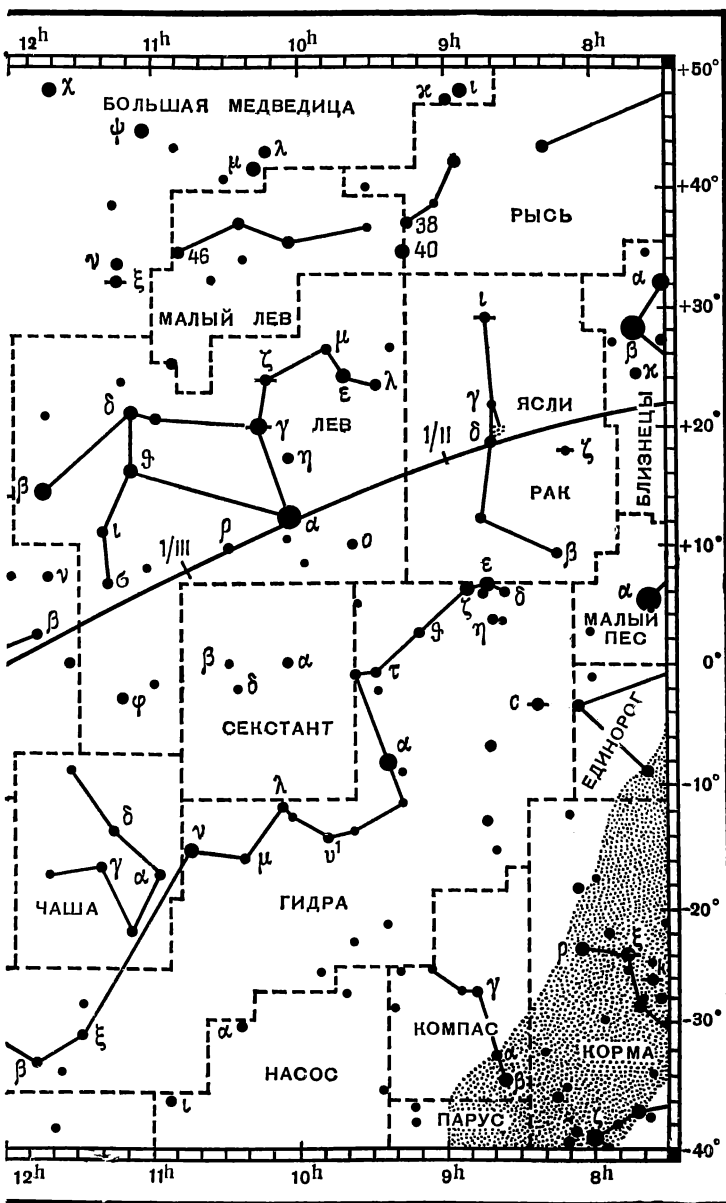 12h 11h 10h 9h 8h
+50°
χ
БОЛЬШАЯ МЕДВЕДИЦА
ϰ ι
ψ
μ λ
+40°
РЫСЬ
38
46
40
ν
ξ
α
+30°
МАЛЫЙ ЛЕВ
ι
β
μ
ϰ
ζ
ε λ
δ
γ
ЛЕВ
γ
ЯСЛИ
+20°
1/II
δ
ζ
η
ϑ
БЛИЗНЕЦЫ
β
РАК
α
ι
ρ
ο
1/III
β
+10°
ν
σ
ε
α
ζ δ
β
ϑ
η
МАЛЫЙ
ПЕС
β α
τ
0°
δ
φ
С
СЕКСТАНТ
ЕДИНОРОГ
α
-10°
λ
δ
ν
υ¹
μ
γ
α
ЧАША
ГИДРА
-20°
ρ ξ
κ
γ
КОМПАС
α
-30°
ξ
α
КОРМА
β
НАСОС
β
ι
ПАРУС
ζ
-40°
12h 11h 10h 9h 8h